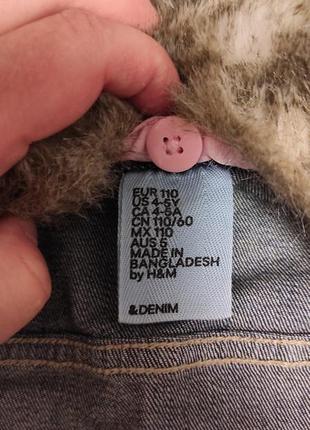 EUR 110
US 4-5Y
CA 4-5A
CN 110/60
MX 110
AUS 5
MADE IN
BANGLADESH
by H&M
&DENIM